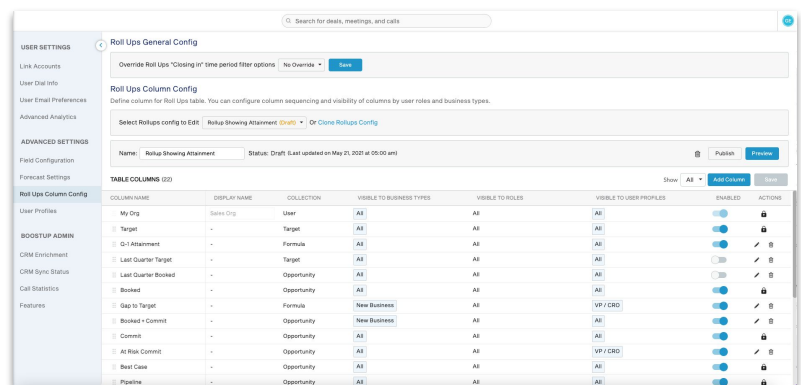 Search for deals, meetings, and calls
DE
USER SETTINGS
Link Accounts
User Dial Info
User Email Preferences
Advanced Analytics
ADVANCED SETTINGS
Field Configuration
Forecast Settings
Roll Ups Column Config
User Profiles
BOOSTUP ADMIN
CRM Enrichment
CRM Sync Status
Call Statistics
Features
Roll Ups General Config
Override Roll Ups "Closing in" time period filter options No Override Save
Roll Ups Column Config
Define column for Rollups table. You can configure column sequencing and visibility of columns by user roles and business types.
Select Rollups config to Edit Rollup Showing Attainment (Draft) Or Clone Rollups Config
Name: Rollup Showing Attainment Status: Draft (Last updated on May 21, 2021 at 05:00 am) Publish Preview
TABLE COLUMNS (22) Show All Add Column Save
COLUMN NAME DISPLAY NAME COLLECTION VISIBLE TO BUSINESS TYPES VISIBLE TO ROLES VISIBLE TO USER PROFILES ENABLED ACTIONS
My Org Sales Org User All All All
Target - Target All All All
Q-1 Attainment - Formula All All All
Last Quarter Target - Target All All All
Last Quarter Booked - Opportunity All All All
Booked - Opportunity All All All
Gap to Target - Formula New Business All VP / CRO
Booked + Commit - Opportunity New Business All All
Commit - Opportunity All All All
At Risk Commit - Opportunity All All VP / CRO
Best Case - Opportunity All All All
Pipeline - Opportunity All All All